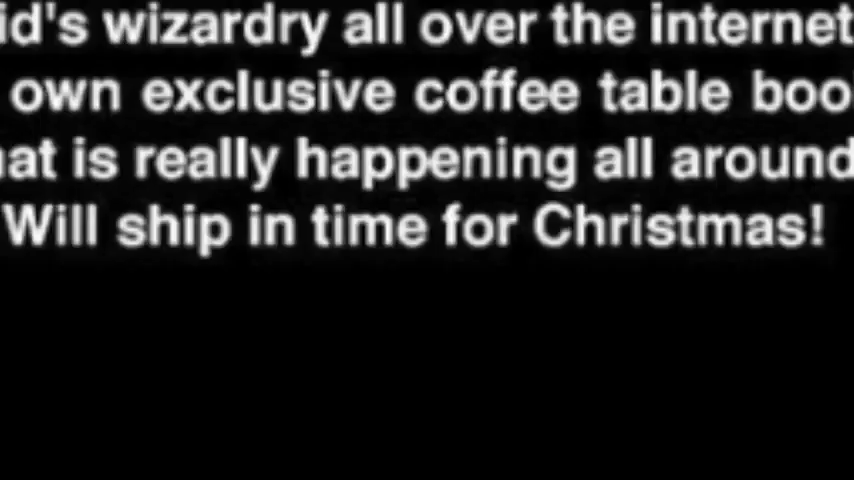 id's wizardry all over the internet
own exclusive coffee table boo
at is really happening all around
Will ship in time for Christmas!